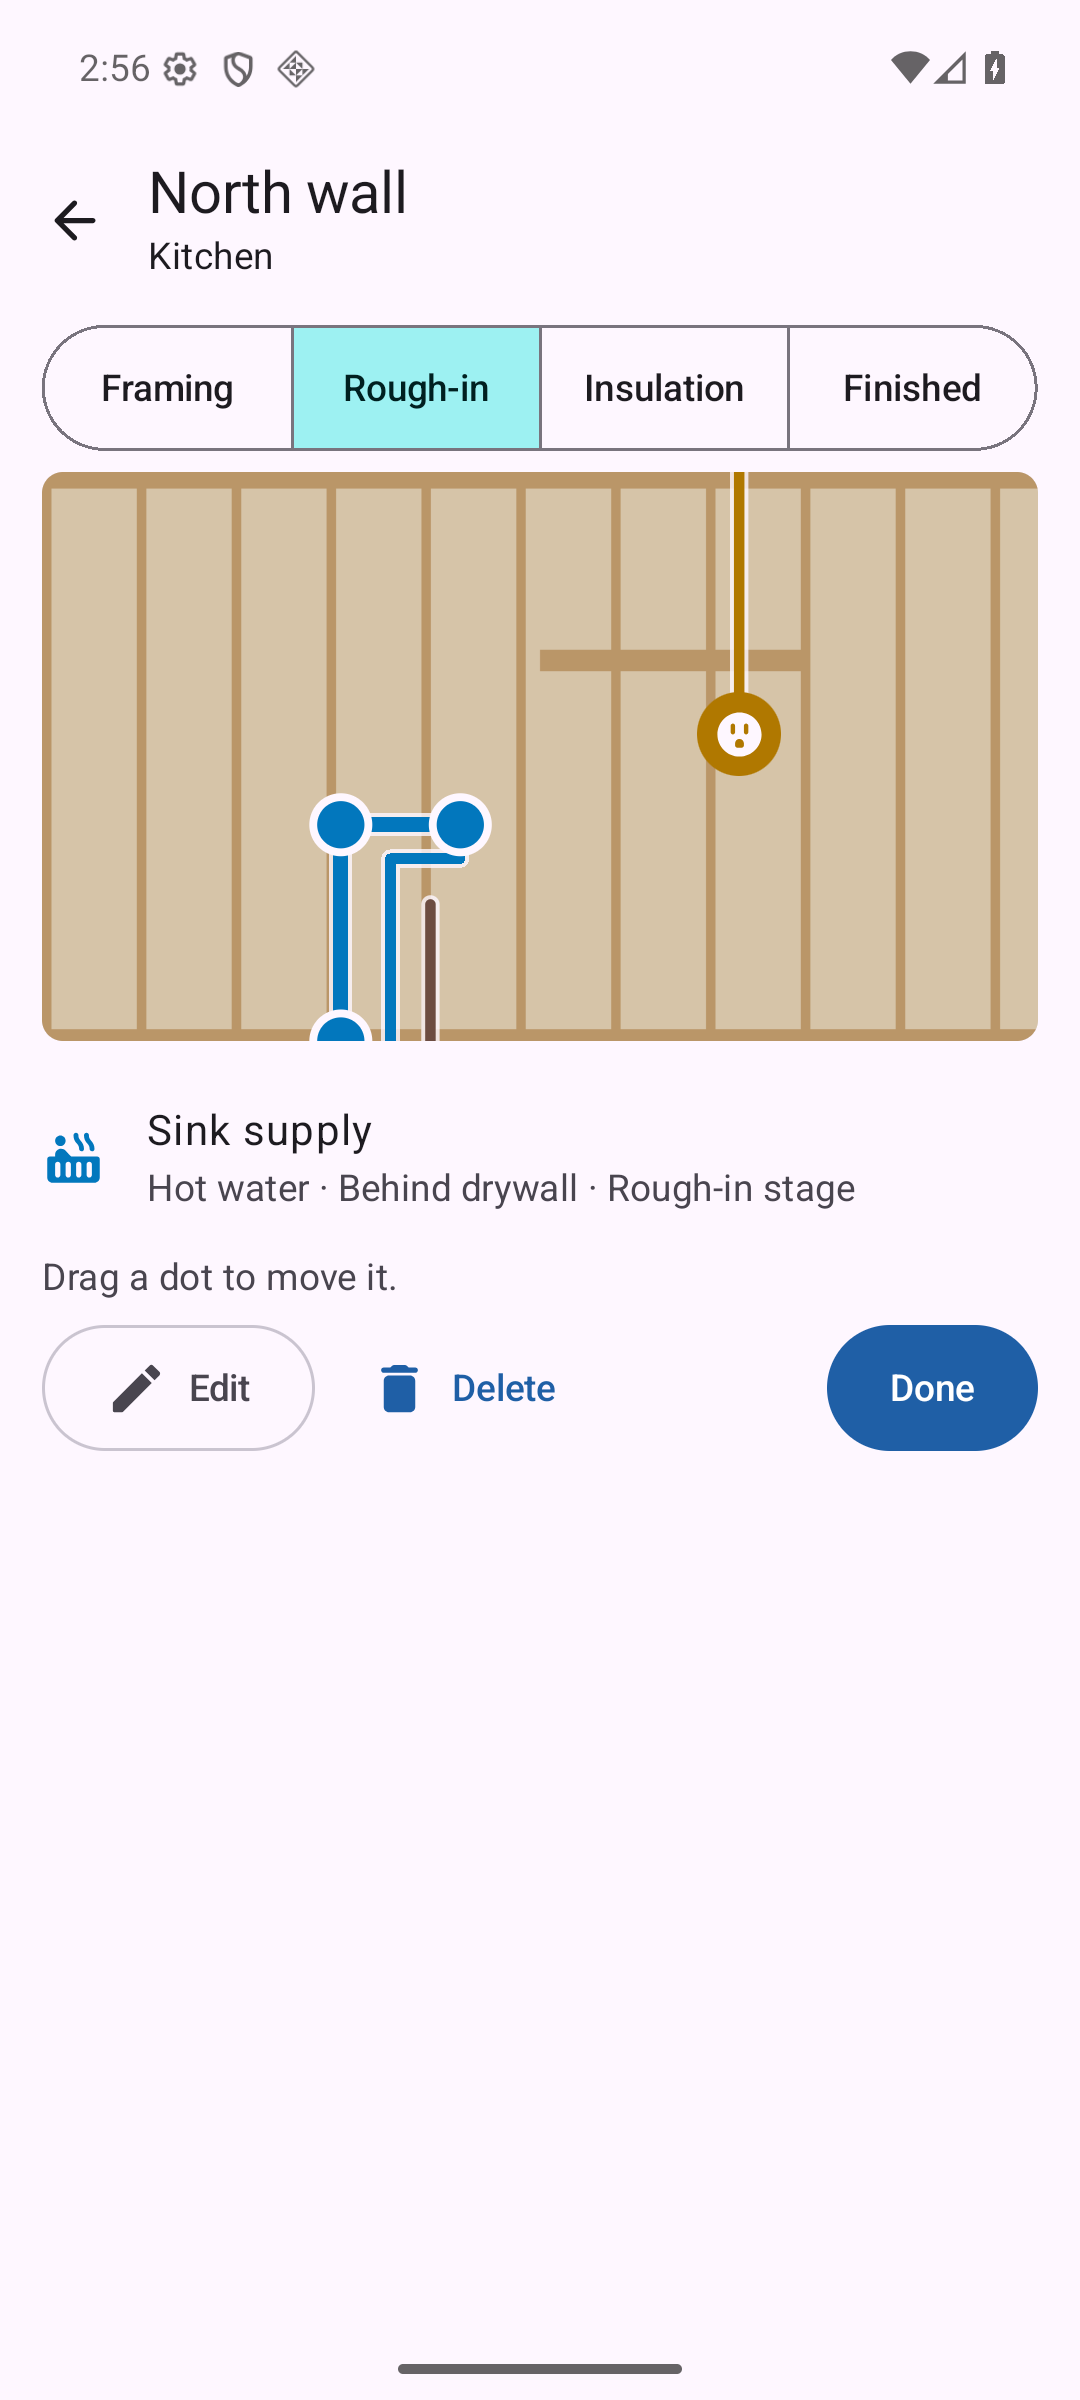 2:56
North wall
Kitchen
Framing
Rough-in
Insulation
Finished
Sink supply
Hot water · Behind drywall · Rough-in stage
Drag a dot to move it.
Edit
Delete
Done